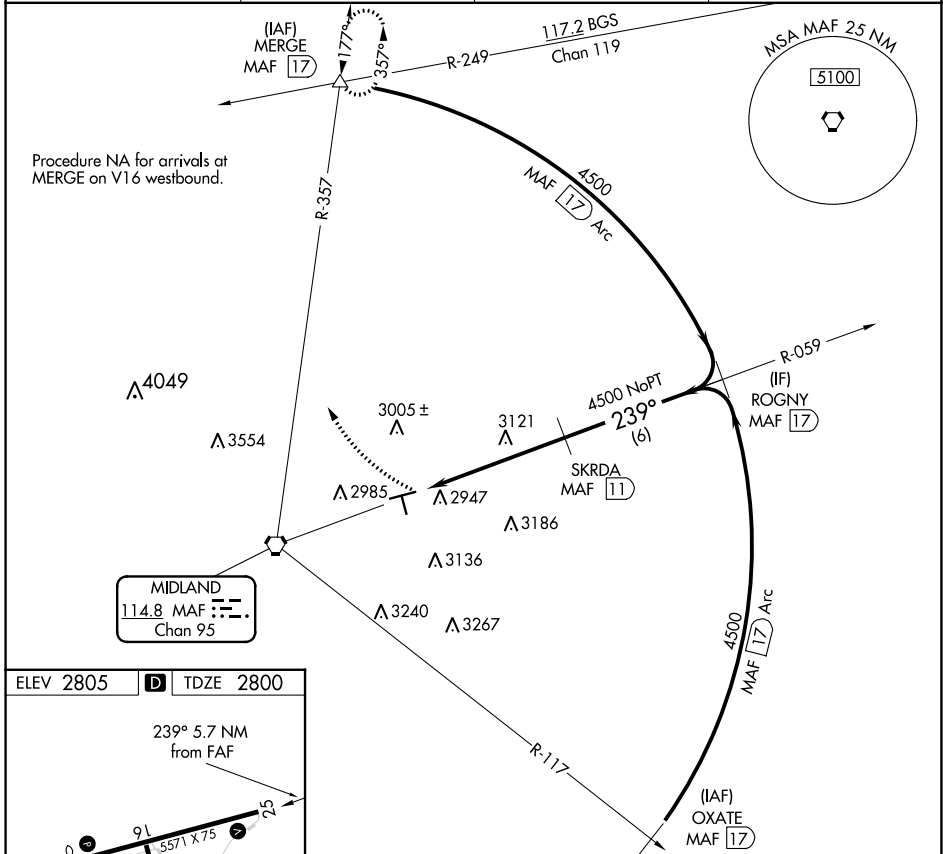 (IAF)
MERGE
MAF 17
177°
357°
R-249
117.2 BGS
Chan 119
MSA MAF 25 NM
5100
Procedure NA for arrivals at
MERGE on V16 westbound.
R-357
4500
MAF 17 Arc
R-059
(IF)
ROGNY
MAF 17
4500 NoPT
239°
(6)
4049
3554
3005 ±
3121
SKRDA
MAF 11
2985
2947
3186
3136
3240
3267
MIDLAND
114.8 MAF
Chan 95
4500
MAF 17 Arc
R-117
(IAF)
OXATE
MAF 17
ELEV 2805 D TDZE 2800
239° 5.7 NM
from FAF
25
16
5571 X 75
V
P